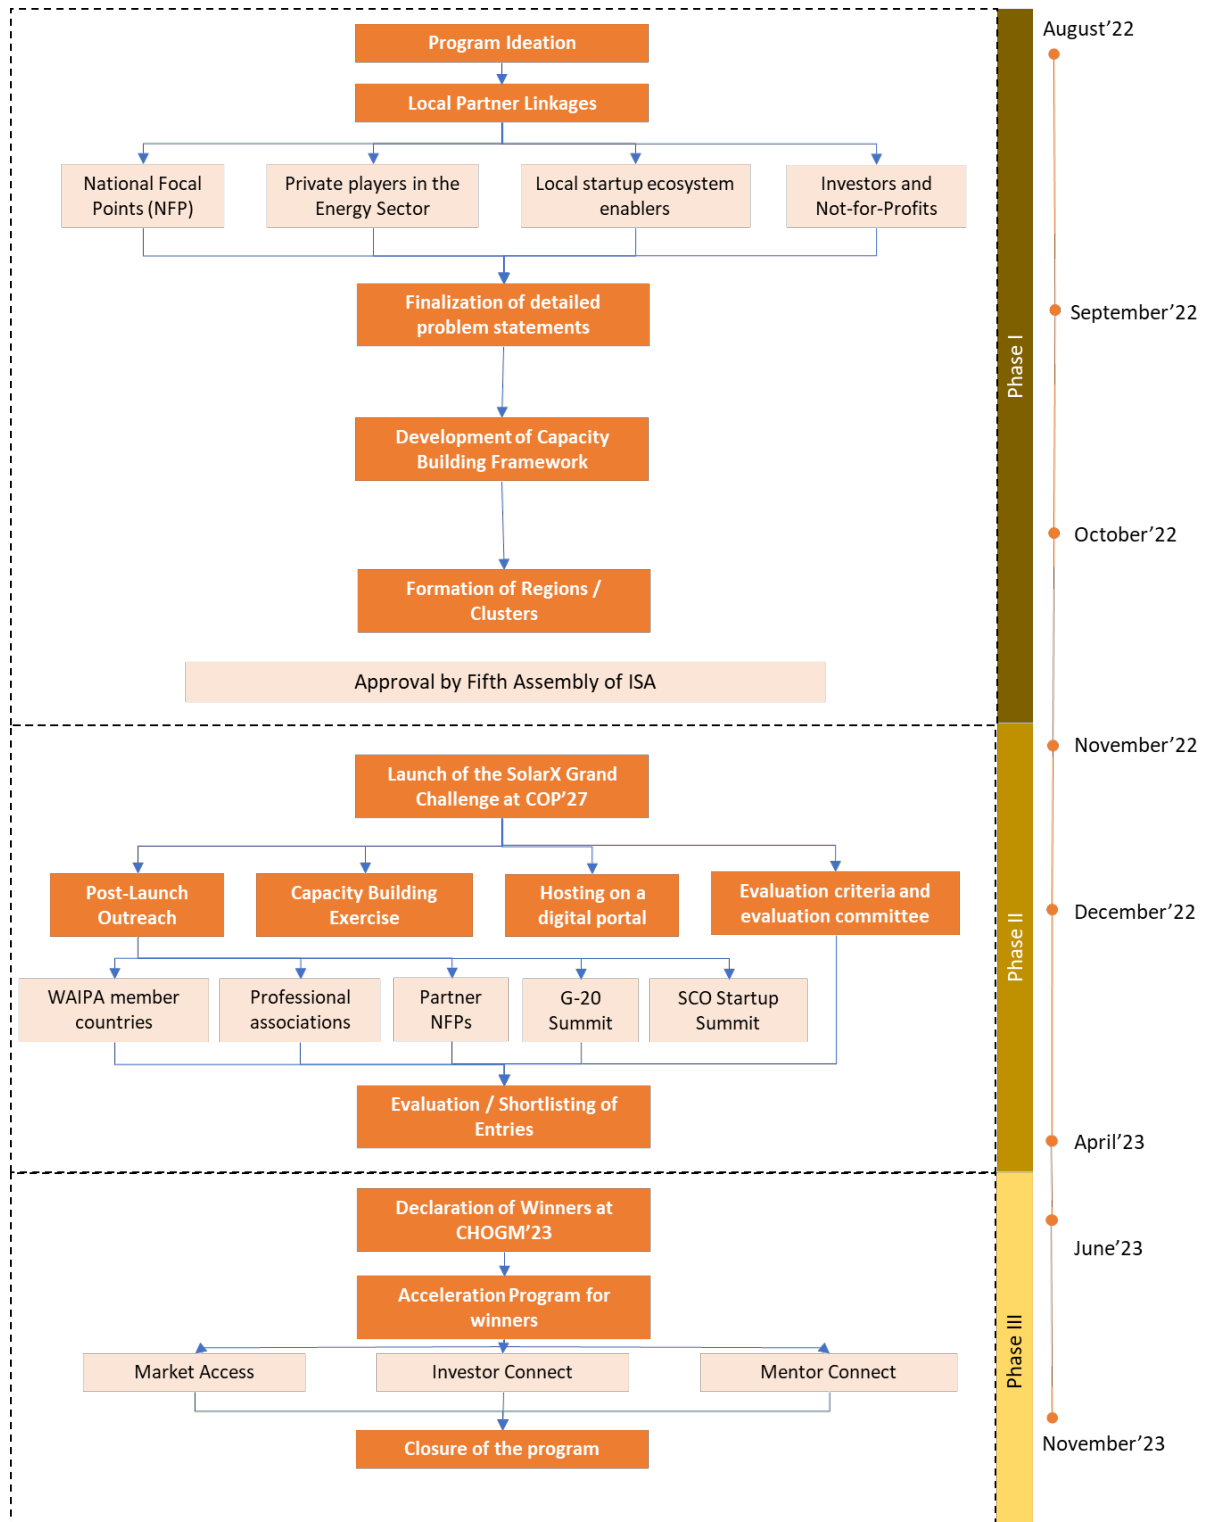 August’22
Program Ideation
Local Partner Linkages
National Focal
Points (NFP)
Private players in the
Energy Sector
Local startup ecosystem
enablers
Investors and
Not-for-Profits
Finalization of detailed
problem statements
September’22
Phase I
Development of Capacity
Building Framework
October’22
Formation of Regions /
Clusters
Approval by Fifth Assembly of ISA
November’22
Launch of the SolarX Grand
Challenge at COP’27
Post-Launch
Outreach
Capacity Building
Exercise
Hosting on a
digital portal
Evaluation criteria and
evaluation committee
December’22
Phase II
WAIPA member
countries
Professional
associations
Partner
NFPs
G-20
Summit
SCO Startup
Summit
Evaluation / Shortlisting of
Entries
April’23
Declaration of Winners at
CHOGM’23
June’23
Acceleration Program for
winners
Phase III
Market Access
Investor Connect
Mentor Connect
Closure of the program
November’23